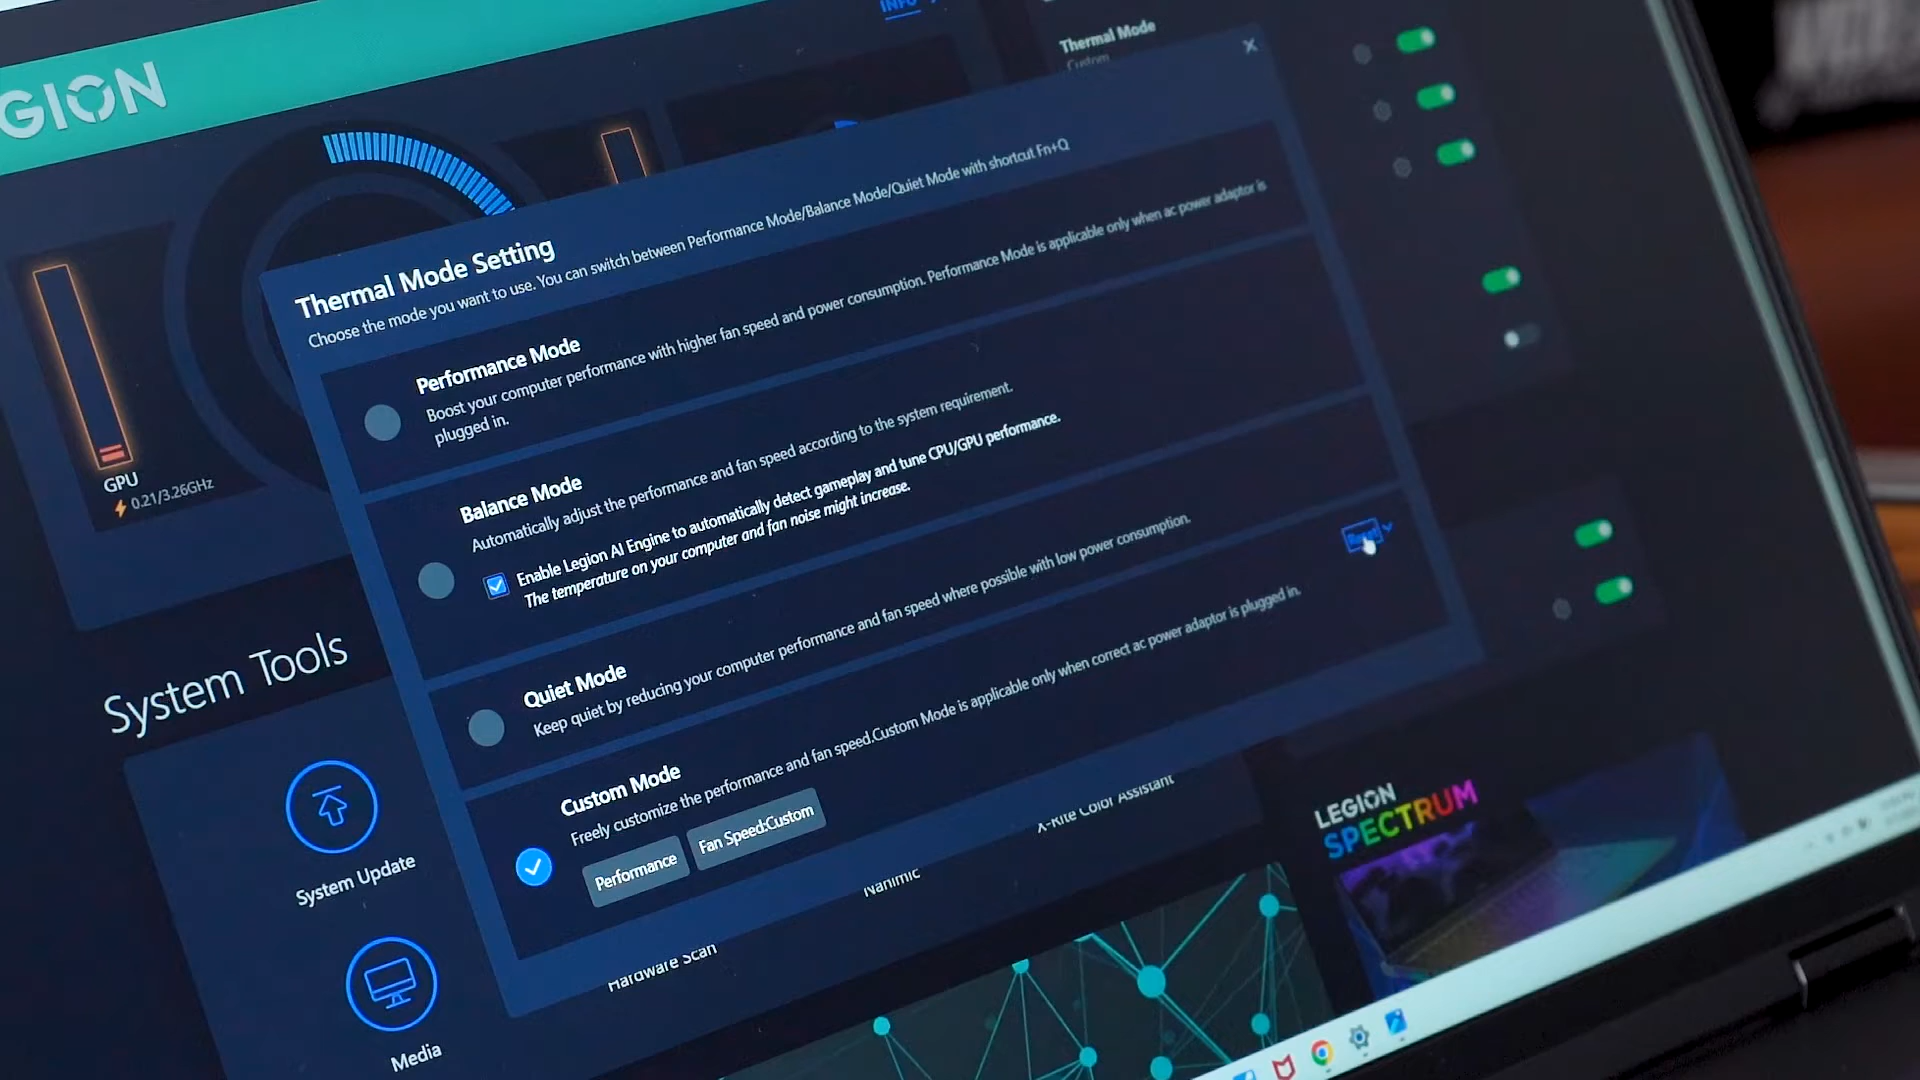 GION
INFO
Thermal Mode
Custom
Thermal Mode Setting
Choose the mode you want to use. You can switch between Performance Mode/Balance Mode/Quiet Mode with shortcut Fn+Q
Performance Mode
Boost your computer performance with higher fan speed and power consumption. Performance Mode is applicable only when ac power adaptor is
plugged in.
Balance Mode
Automatically adjust the performance and fan speed according to the system requirement.
Enable Legion AI Engine to automatically detect gameplay and tune CPU/GPU performance.
The temperature on your computer and fan noise might increase.
Quiet Mode
Keep quiet by reducing your computer performance and fan speed where possible with low power consumption.
Reset
Custom Mode
Freely customize the performance and fan speed.Custom Mode is applicable only when correct ac power adaptor is plugged in.
Performance
Fan Speed:Custom
GPU
0.21/3.26GHz
System Tools
System Update
Media
Hardware Scan
Nahimic
X-Rite Color Assistant
LEGION
SPECTRUM